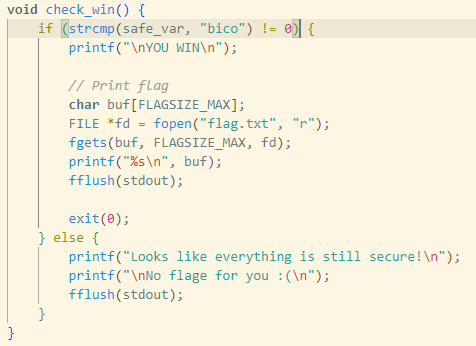 void check_win() {
    if (strcmp(safe_var, "bico") != 0) {
        printf("\nYOU WIN\n");

        // Print flag
        char buf[FLAGSIZE_MAX];
        FILE *fd = fopen("flag.txt", "r");
        fgets(buf, FLAGSIZE_MAX, fd);
        printf("%s\n", buf);
        fflush(stdout);

        exit(0);
    } else {
        printf("Looks like everything is still secure!\n");
        printf("\nNo flage for you :(\n");
        fflush(stdout);
    }
}